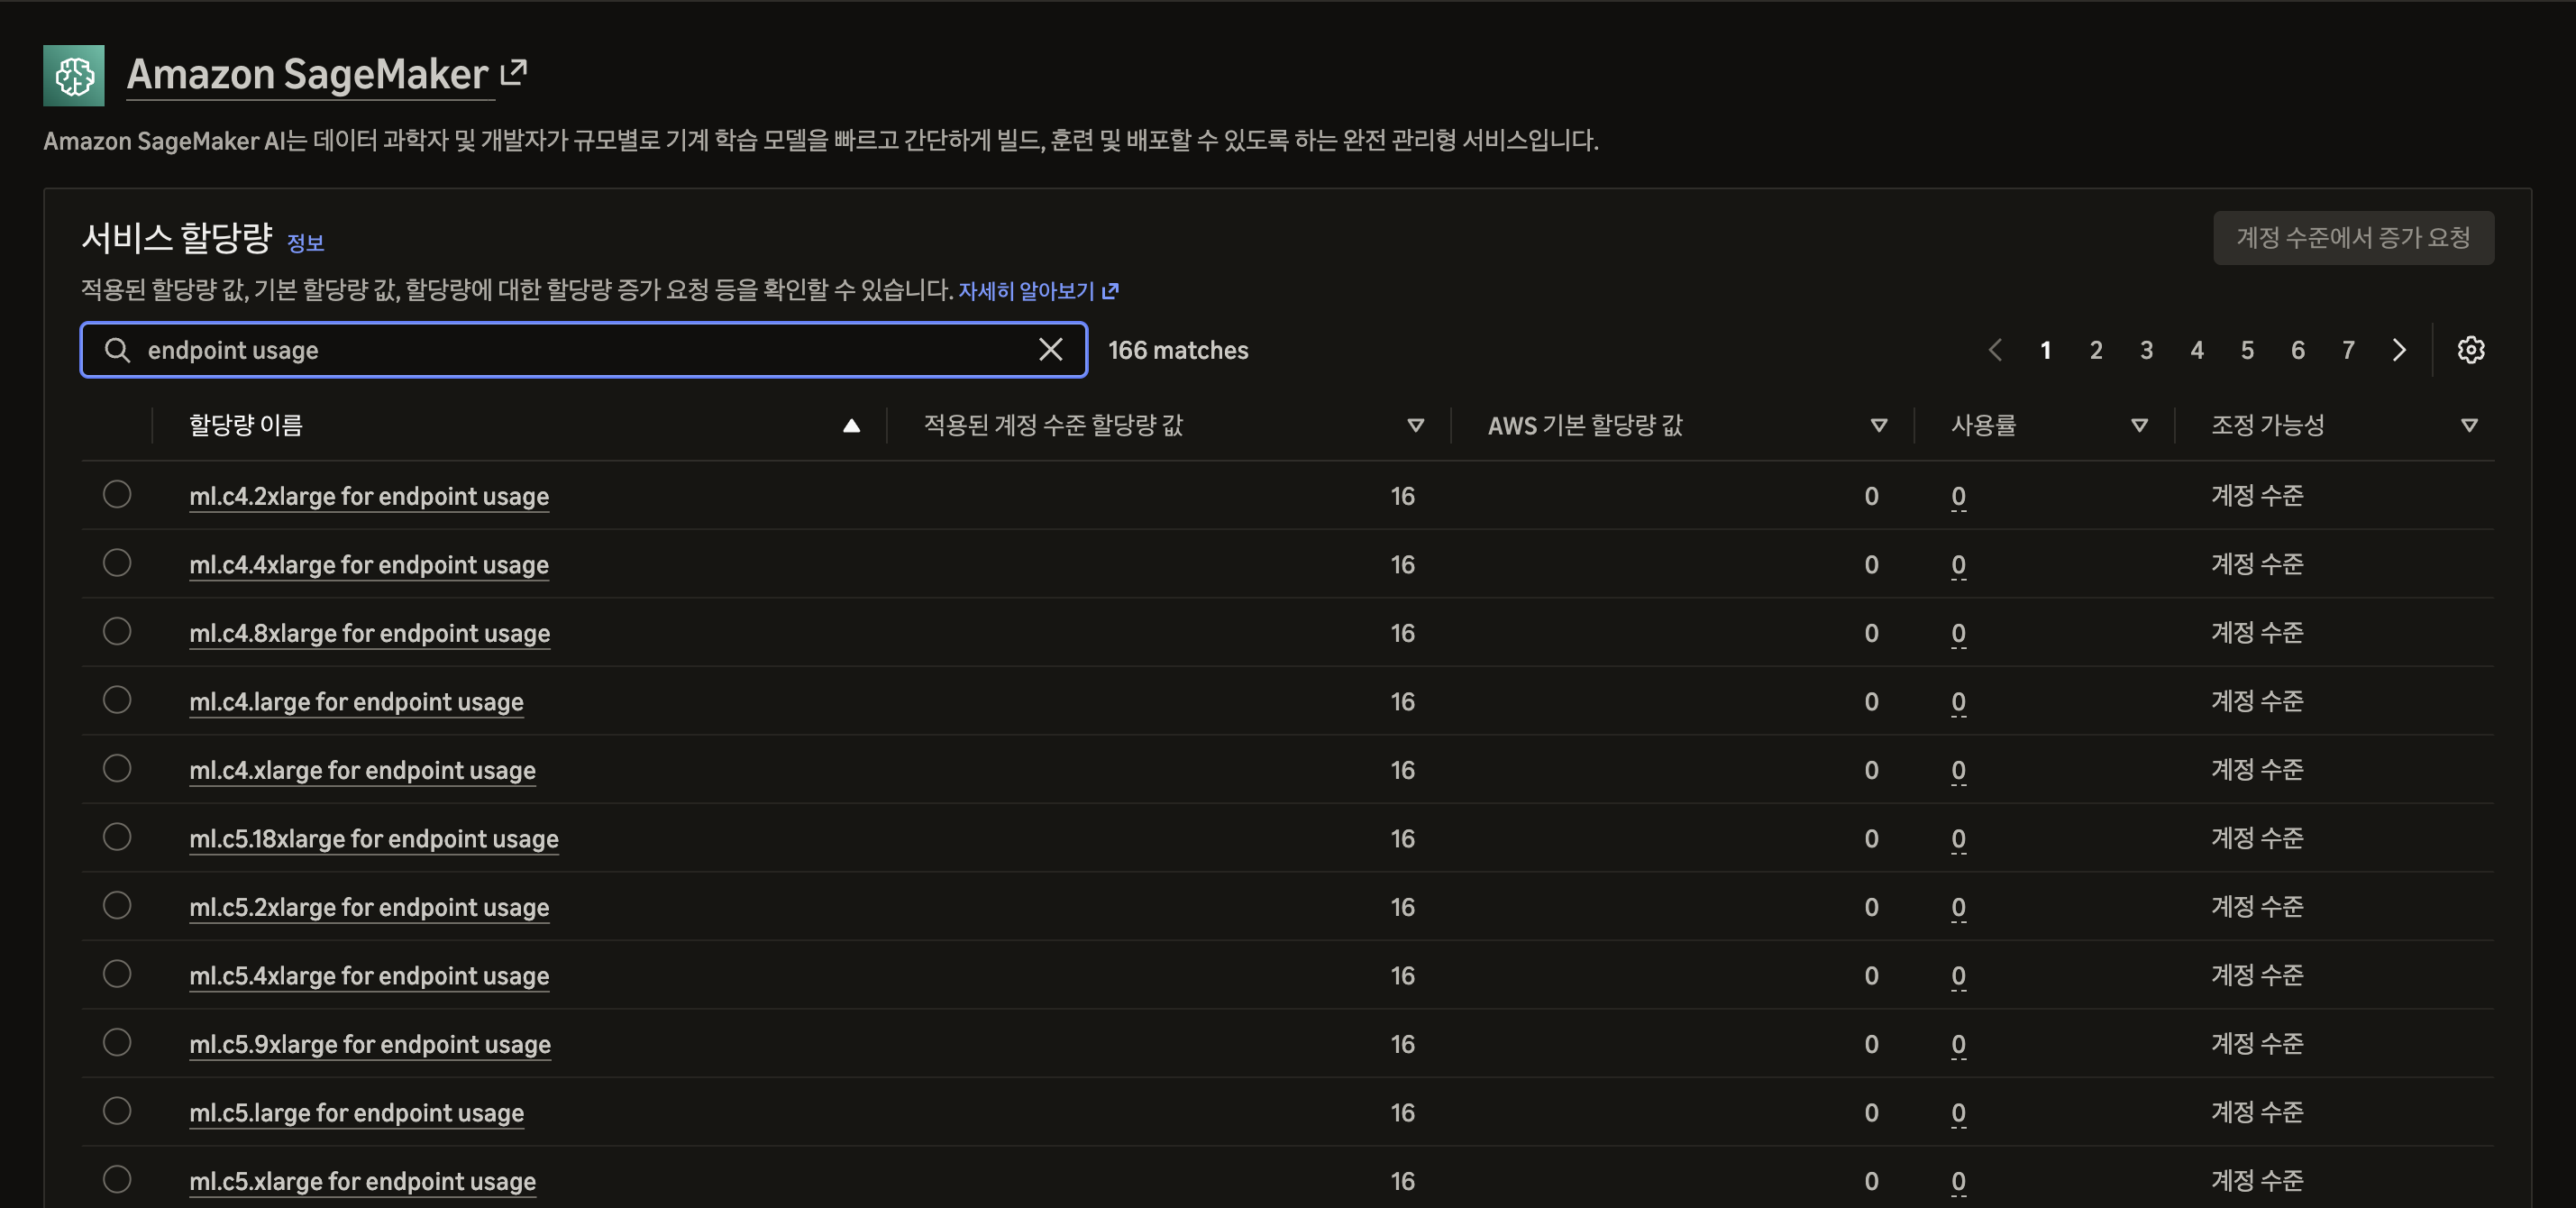 Amazon SageMaker
Amazon SageMaker AI는 데이터 과학자 및 개발자가 규모별로 기계 학습 모델을 빠르고 간단하게 빌드, 훈련 및 배포할 수 있도록 하는 완전 관리형 서비스입니다.
서비스 할당량 정보
계정 수준에서 증가 요청
적용된 할당량 값, 기본 할당량 값, 할당량에 대한 할당량 증가 요청 등을 확인할 수 있습니다. 자세히 알아보기
endpoint usage 166 matches 1 2 3 4 5 6 7
할당량 이름 적용된 계정 수준 할당량 값 AWS 기본 할당량 값 사용률 조정 가능성
ml.c4.2xlarge for endpoint usage 16 0 0 계정 수준
ml.c4.4xlarge for endpoint usage 16 0 0 계정 수준
ml.c4.8xlarge for endpoint usage 16 0 0 계정 수준
ml.c4.large for endpoint usage 16 0 0 계정 수준
ml.c4.xlarge for endpoint usage 16 0 0 계정 수준
ml.c5.18xlarge for endpoint usage 16 0 0 계정 수준
ml.c5.2xlarge for endpoint usage 16 0 0 계정 수준
ml.c5.4xlarge for endpoint usage 16 0 0 계정 수준
ml.c5.9xlarge for endpoint usage 16 0 0 계정 수준
ml.c5.large for endpoint usage 16 0 0 계정 수준
ml.c5.xlarge for endpoint usage 16 0 0 계정 수준